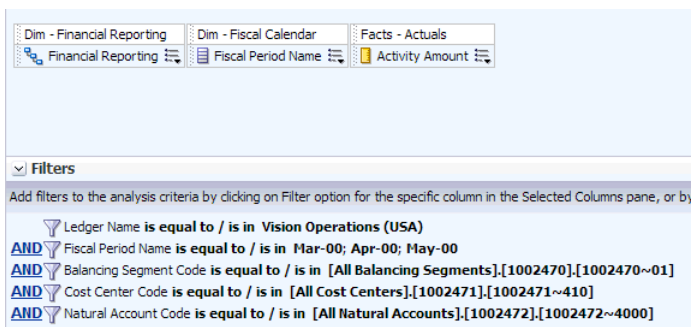 Dim - Financial Reporting Dim - Fiscal Calendar Facts - Actuals
Financial Reporting Fiscal Period Name Activity Amount
Filters
Add filters to the analysis criteria by clicking on Filter option for the specific column in the Selected Columns pane, or by
Ledger Name is equal to / is in Vision Operations (USA)
AND Fiscal Period Name is equal to / is in Mar-00; Apr-00; May-00
AND Balancing Segment Code is equal to / is in [All Balancing Segments].[1002470].[1002470~01]
AND Cost Center Code is equal to / is in [All Cost Centers].[1002471].[1002471~410]
AND Natural Account Code is equal to / is in [All Natural Accounts].[1002472].[1002472~4000]